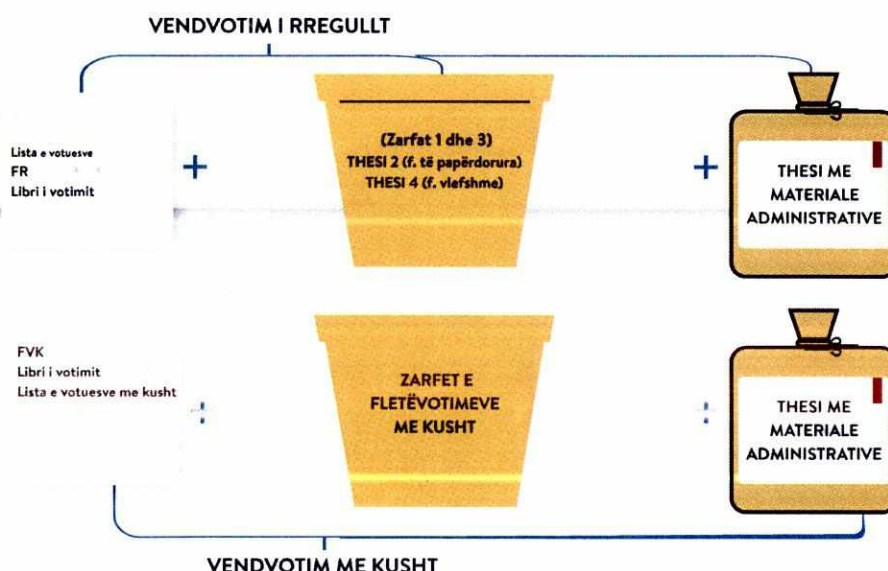 VENDVOTIM I RREGULLT
Lista e votuesve
FR
Libri i votimit
+
(Zarfat 1 dhe 3)
THESI 2 (f. të papërdorura)
THESI 4 (f. vlefshme)
+
THESI ME
MATERIALE
ADMINISTRATIVE
FVK
Libri i votimit
Lista e votuesve me kusht
ZARFET E
FLETËVOTIMEVE
ME KUSHT
THESI ME
MATERIALE
ADMINISTRATIVE
VENDVOTIM ME KUSHT